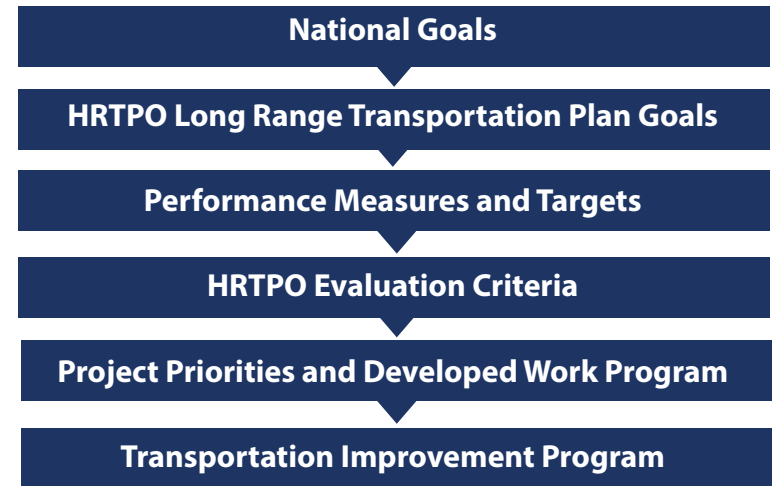 National Goals
HRTPO Long Range Transportation Plan Goals
Performance Measures and Targets
HRTPO Evaluation Criteria
Project Priorities and Developed Work Program
Transportation Improvement Program